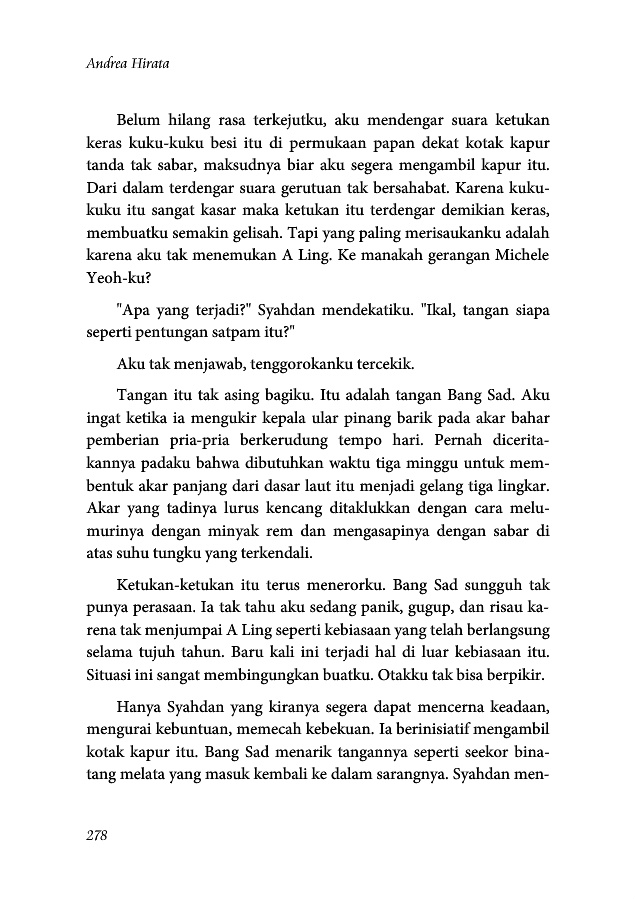 Andrea Hirata
Belum hilang rasa terkejutku, aku mendengar suara ketukan
keras kuku-kuku besi itu di permukaan papan dekat kotak kapur
tanda tak sabar, maksudnya biar aku segera mengambil kapur itu.
Dari dalam terdengar suara gerutuan tak bersahabat. Karena kuku-
kuku itu sangat kasar maka ketukan itu terdengar demikian keras,
membuatku semakin gelisah. Tapi yang paling merisaukanku adalah
karena aku tak menemukan A Ling. Ke manakah gerangan Michele
Yeoh-ku?
"Apa yang terjadi?" Syahdan mendekatiku. "Ikal, tangan siapa
seperti pentungan satpam itu?"
Aku tak menjawab, tenggorokanku tercekik.
Tangan itu tak asing bagiku. Itu adalah tangan Bang Sad. Aku
ingat ketika ia mengukir kepala ular pinang barik pada akar bahar
pemberian pria-pria berkerudung tempo hari. Pernah dicerita-
kannya padaku bahwa dibutuhkan waktu tiga minggu untuk mem-
bentuk akar panjang dari dasar laut itu menjadi gelang tiga lingkar.
Akar yang tadinya lurus kencang ditaklukkan dengan cara melu-
murinya dengan minyak rem dan mengasapinya dengan sabar di
atas suhu tungku yang terkendali.
Ketukan-ketukan itu terus menerorku. Bang Sad sungguh tak
punya perasaan. Ia tak tahu aku sedang panik, gugup, dan risau ka-
rena tak menjumpai A Ling seperti kebiasaan yang telah berlangsung
selama tujuh tahun. Baru kali ini terjadi hal di luar kebiasaan itu.
Situasi ini sangat membingungkan buatku. Otakku tak bisa berpikir.
Hanya Syahdan yang kiranya segera dapat mencerna keadaan,
mengurai kebuntuan, memecah kebekuan. Ia berinisiatif mengambil
kotak kapur itu. Bang Sad menarik tangannya seperti seekor bina-
tang melata yang masuk kembali ke dalam sarangnya. Syahdan men-
278